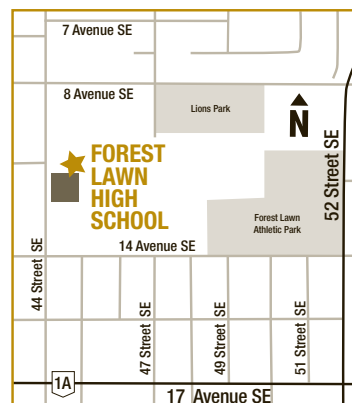 7 Avenue SE
8 Avenue SE
Lions Park
N
FOREST
LAWN
HIGH
SCHOOL
52 Street SE
Forest Lawn
Athletic Park
14 Avenue SE
44 Street SE
47 Street SE
49 Street SE
51 Street SE
1A
17 Avenue SE